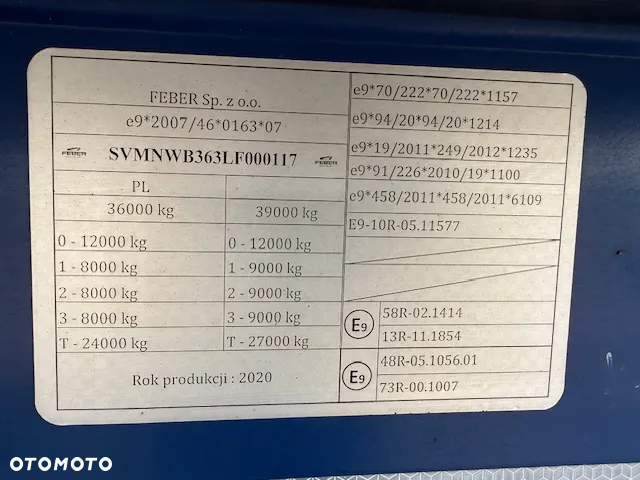 FEBER Sp. z o.o.
e9*2007/46*0163*07
FEBER SVMNWB363LF000117 FEBER
PL
36000 kg 39000 kg
0 - 12000 kg 0 - 12000 kg
1 - 8000 kg 1 - 9000 kg
2 - 8000 kg 2 - 9000 kg
3 - 8000 kg 3 - 9000 kg
T - 24000 kg T - 27000 kg
Rok produkcji : 2020
e9*70/222*70/222*1157
e9*94/20*94/20*1214
e9*19/2011*249/2012*1235
e9*91/226*2010/19*1100
e9*458/2011*458/2011*6109
E9-10R-05.11577
E9
58R-02.1414
13R-11.1854
E9
48R-05.1056.01
73R-00.1007
OTOMOTO